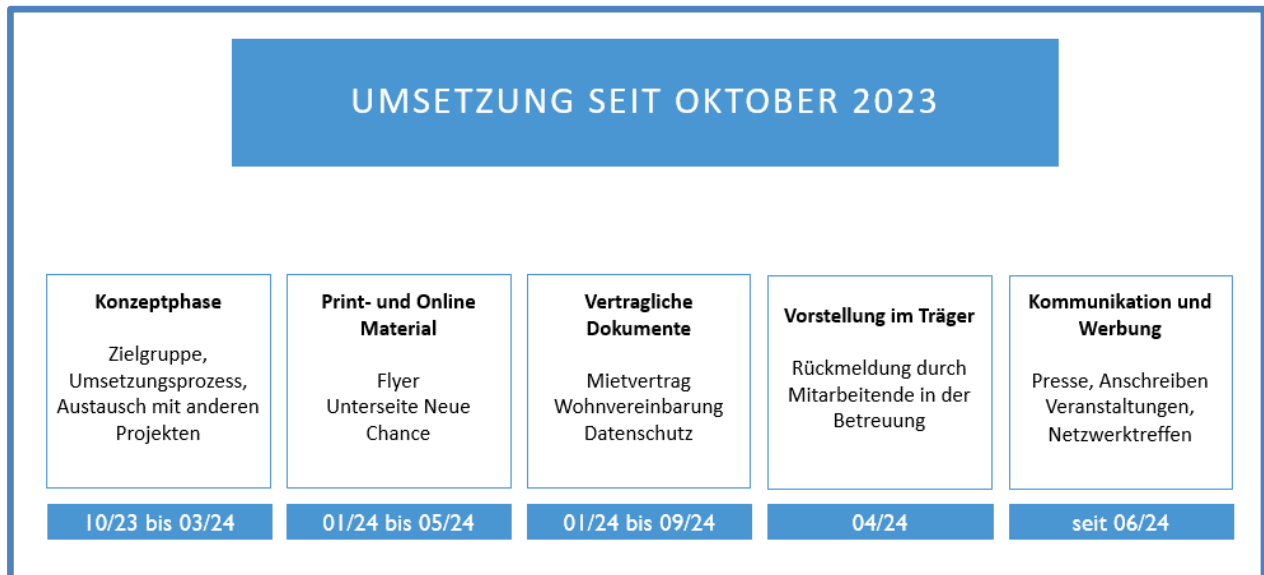 UMSETZUNG SEIT OKTOBER 2023
Konzeptphase
Zielgruppe,
Umsetzungsprozess,
Austausch mit anderen
Projekten
10/23 bis 03/24
Print- und Online
Material
Flyer
Unterseite Neue
Chance
01/24 bis 05/24
Vertragliche
Dokumente
Mietvertrag
Wohnvereinbarung
Datenschutz
01/24 bis 09/24
Vorstellung im Träger
Rückmeldung durch
Mitarbeitende in der
Betreuung
04/24
Kommunikation und
Werbung
Presse, Anschreiben
Veranstaltungen,
Netzwerktreffen
seit 06/24